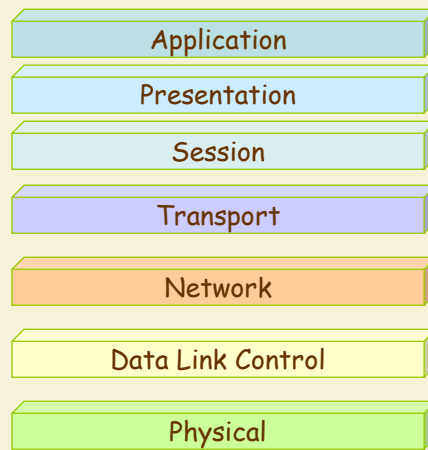 Application
Presentation
Session
Transport
Network
Data Link Control
Physical